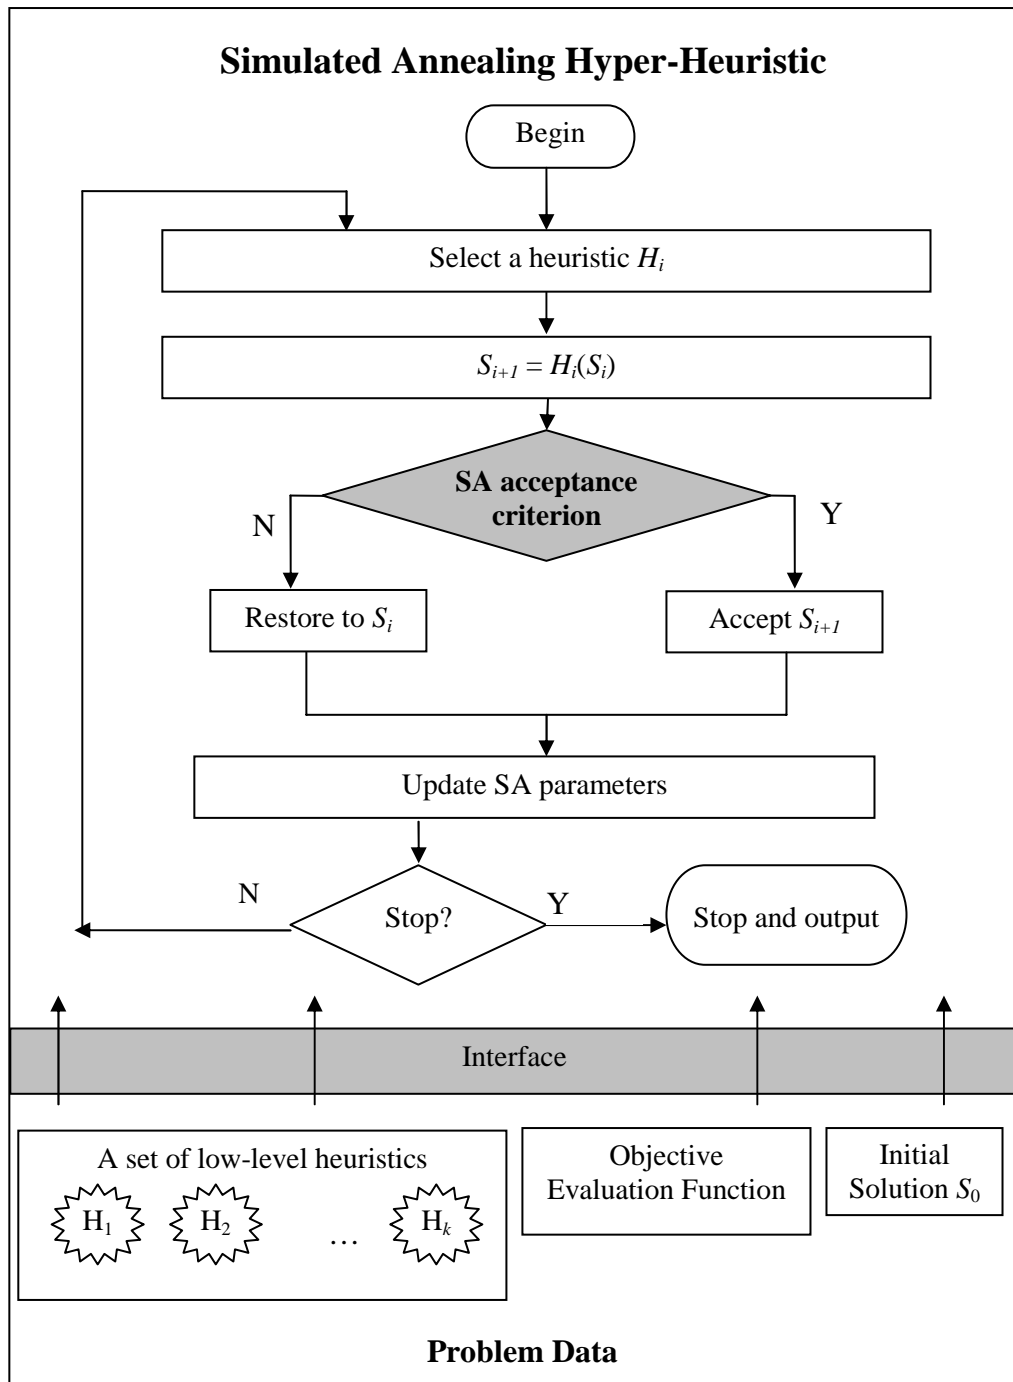 Simulated Annealing Hyper-Heuristic
Begin
Select a heuristic Hᵢ
Sᵢ₊₁ = Hᵢ(Sᵢ)
SA acceptance
criterion
N
Y
Restore to Sᵢ
Accept Sᵢ₊₁
Update SA parameters
N
Stop?
Y
Stop and output
Interface
A set of low-level heuristics
H₁
H₂
…
Hₖ
Objective
Evaluation Function
Initial
Solution S₀
Problem Data